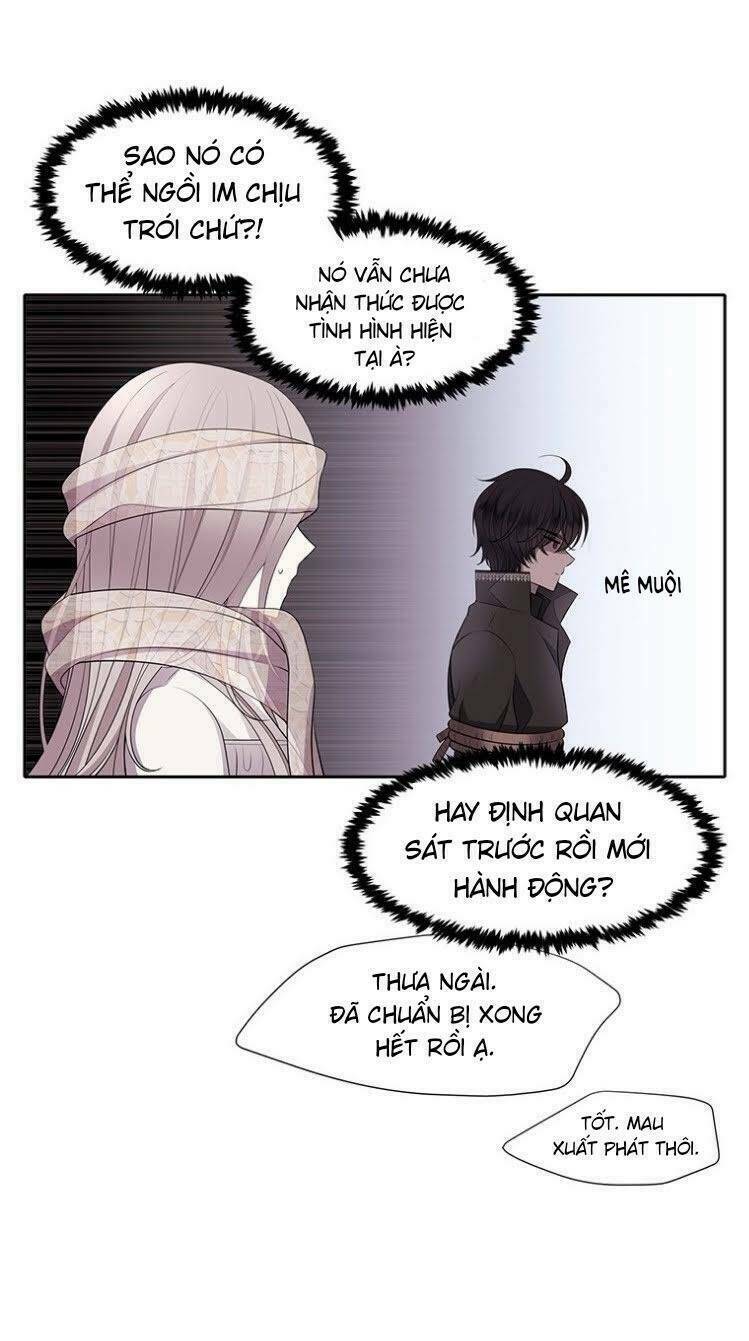 SAO NÓ CÓ
THỂ NGỒI IM CHỊU
TRÓI CHỨ?!
NÓ VẪN CHƯA
NHẬN THỨC ĐƯỢC
TÌNH HÌNH HIỆN
TẠI À?
MÊ MUỘI
HAY ĐỊNH QUAN
SÁT TRƯỚC RỒI MỚI
HÀNH ĐỘNG?
THƯA NGÀI.
ĐÃ CHUẨN BỊ XONG
HẾT RỒI Ạ.
TỐT. MAU
XUẤT PHÁT THÔI.